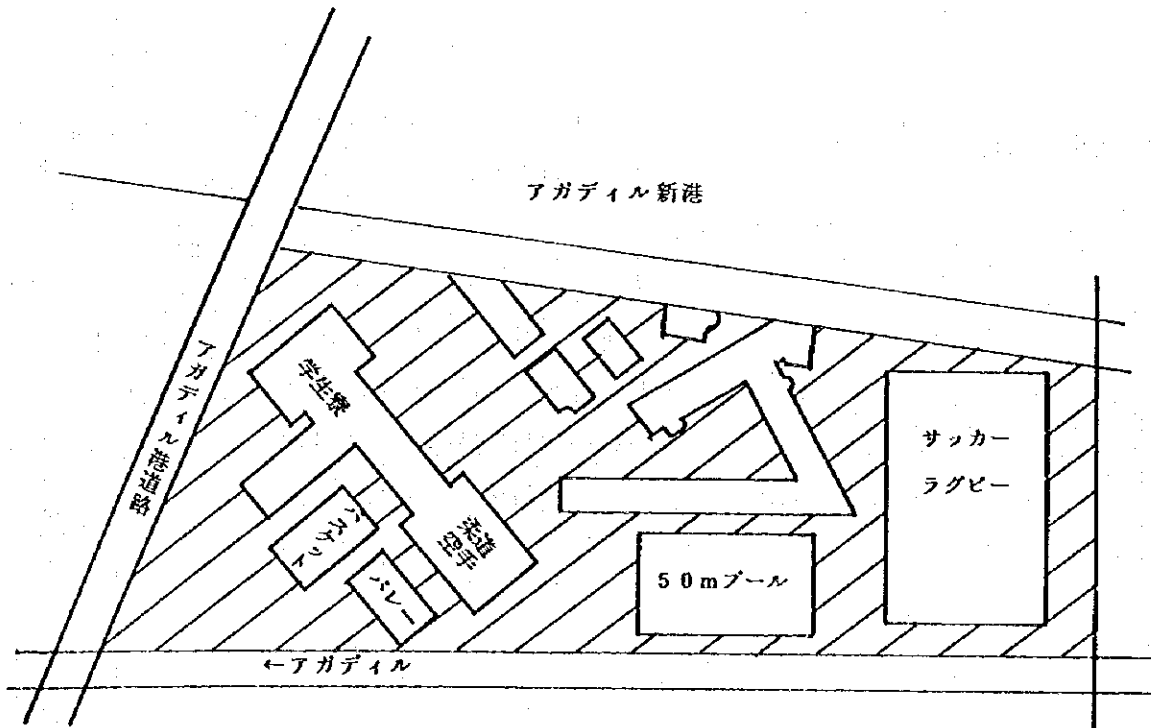 アガディル新港
アガディル港道路
学生寮
サッカー
ラグビー
バスケット
柔道
空手
バレー
50mプール
←アガディル